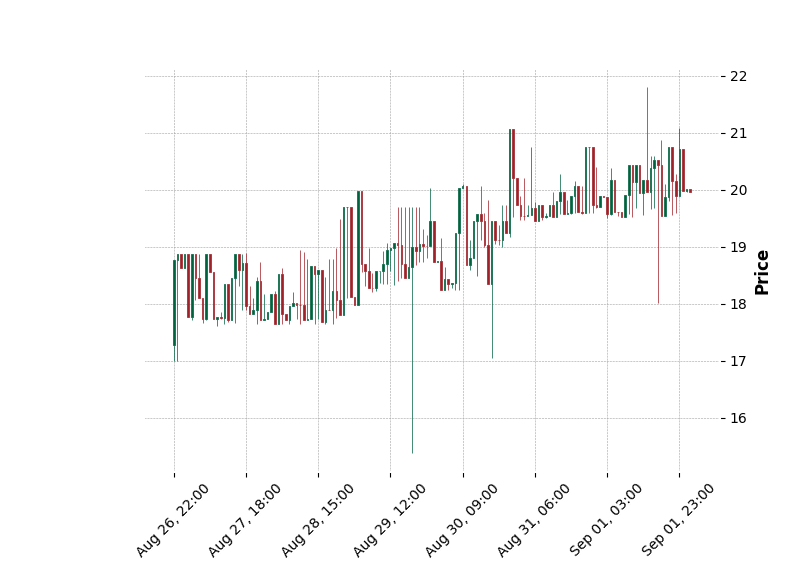 22
21
20
19
18
17
16
Price
Aug 26, 22:00
Aug 27, 18:00
Aug 28, 15:00
Aug 29, 12:00
Aug 30, 09:00
Aug 31, 06:00
Sep 01, 03:00
Sep 01, 23:00